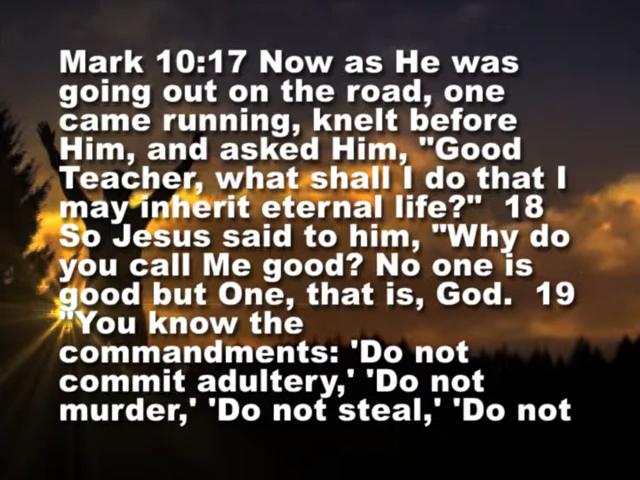 Mark 10:17 Now as He was
going out on the road, one
came running, knelt before
Him, and asked Him, "Good
Teacher, what shall I do that I
may inherit eternal life?"  18
So Jesus said to him, "Why do
you call Me good? No one is
good but One, that is, God.  19
"You know the
commandments: 'Do not
commit adultery,' 'Do not
murder,' 'Do not steal,' 'Do not